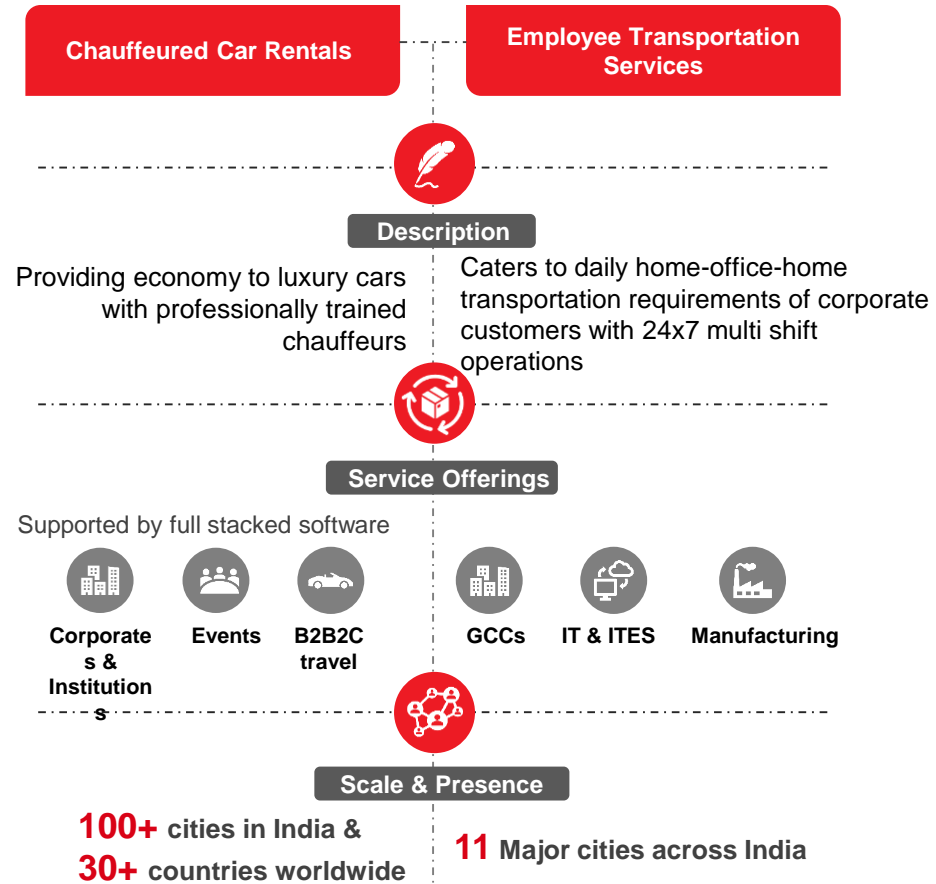 Chauffeured Car Rentals
Employee Transportation
Services
Description
Providing economy to luxury cars
with professionally trained
chauffeurs
Caters to daily home-office-home
transportation requirements of corporate
customers with 24x7 multi shift
operations
Service Offerings
Supported by full stacked software
Corporate
s &
Institution
s
Events
B2B2C
travel
GCCs
IT & ITES
Manufacturing
Scale & Presence
100+ cities in India &
30+ countries worldwide
11 Major cities across India